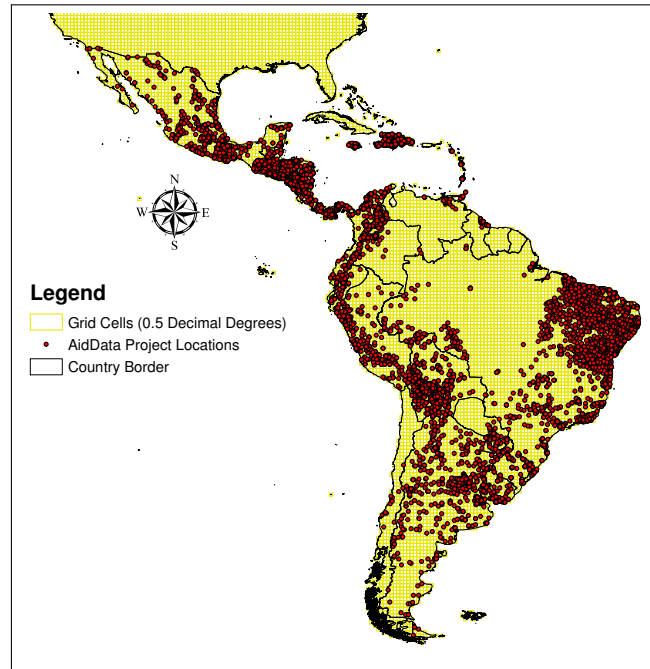 N
W E
S
Legend
Grid Cells (0.5 Decimal Degrees)
AidData Project Locations
Country Border